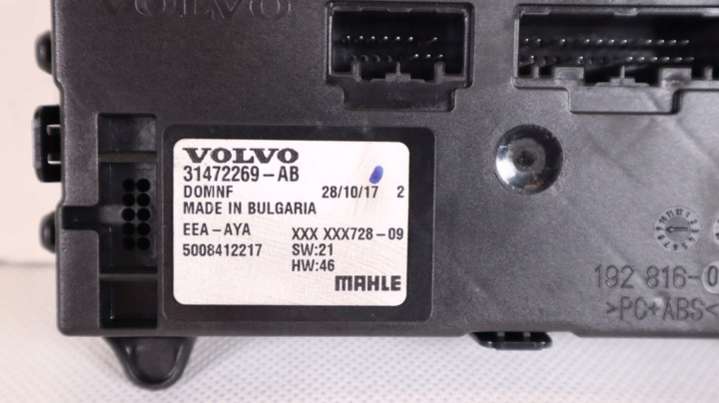 VOLVO
VOLVO
31472269-AB
DOMNF 28/10/17 2
MADE IN BULGARIA
EEA-AYA XXX XXX728-09
5008412217 SW:21
HW:46
MAHLE
192 816-0
>PC+ABS<